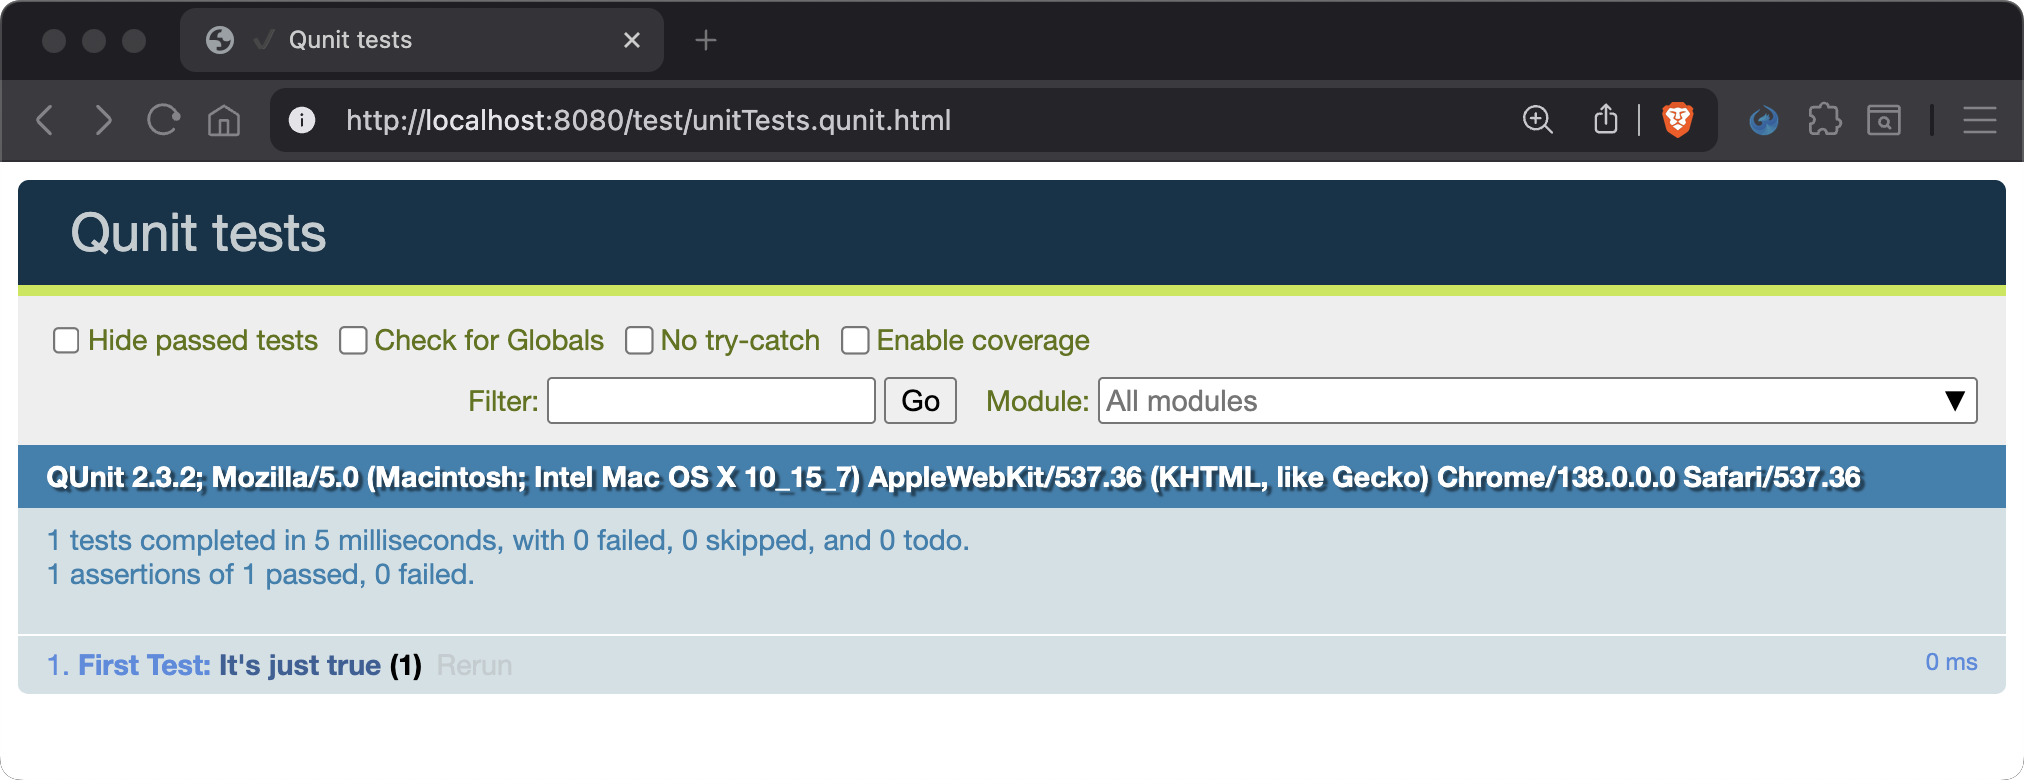 Qunit tests
http://localhost:8080/test/unitTests.qunit.html
Qunit tests
Hide passed tests Check for Globals No try-catch Enable coverage
Filter: Go Module: All modules
QUnit 2.3.2; Mozilla/5.0 (Macintosh; Intel Mac OS X 10_15_7) AppleWebKit/537.36 (KHTML, like Gecko) Chrome/138.0.0.0 Safari/537.36
1 tests completed in 5 milliseconds, with 0 failed, 0 skipped, and 0 todo.
1 assertions of 1 passed, 0 failed.
1. First Test: It's just true (1) Rerun 0 ms